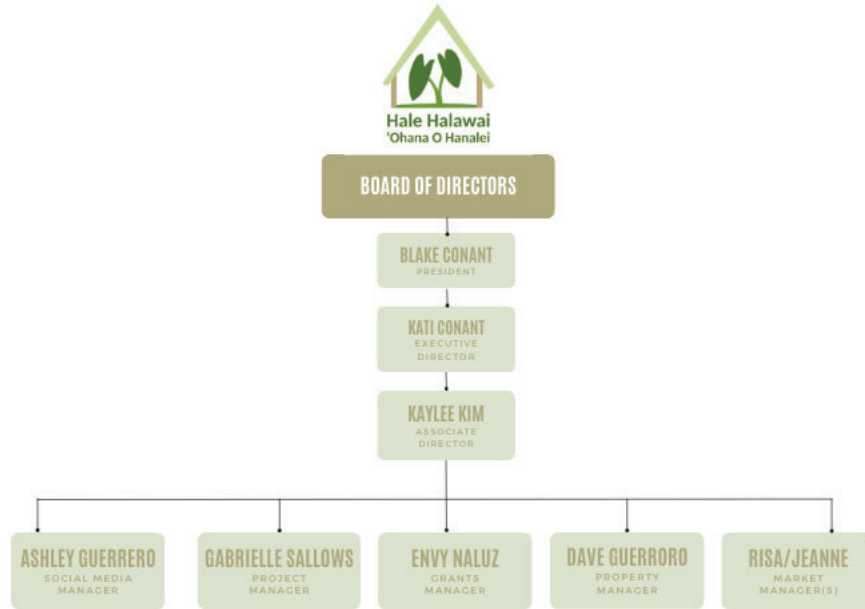 Hale Halawai
'Ohana O Hanalei
BOARD OF DIRECTORS
BLAKE CONANT
PRESIDENT
KATI CONANT
EXECUTIVE
DIRECTOR
KAYLEE KIM
ASSOCIATE
DIRECTOR
ASHLEY GUERRERO
SOCIAL MEDIA
MANAGER
GABRIELLE SALLOWS
PROJECT
MANAGER
ENVY NALUZ
GRANTS
MANAGER
DAVE GUERRORO
PROPERTY
MANAGER
RISA/JEANNE
MARKET
MANAGER(S)